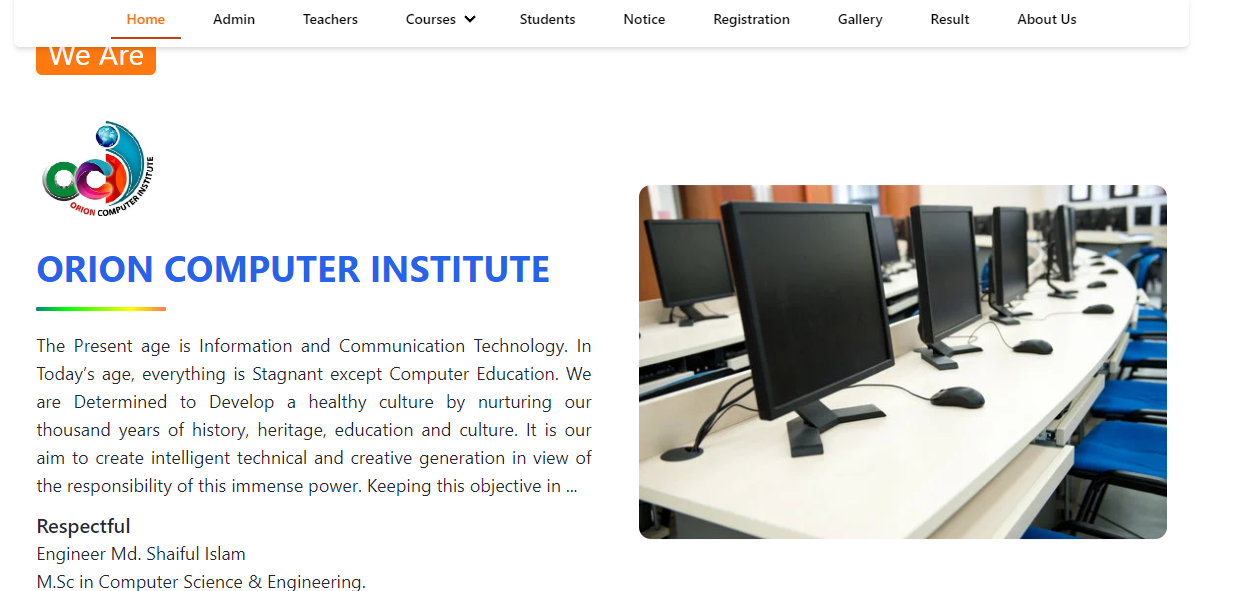 Home Admin Teachers Courses Students Notice Registration Gallery Result About Us
We Are
OCI
ORION COMPUTER INSTITUTE
ORION COMPUTER INSTITUTE
The Present age is Information and Communication Technology. In
Today’s age, everything is Stagnant except Computer Education. We
are Determined to Develop a healthy culture by nurturing our
thousand years of history, heritage, education and culture. It is our
aim to create intelligent technical and creative generation in view of
the responsibility of this immense power. Keeping this objective in ...
Respectful
Engineer Md. Shaiful Islam
M.Sc in Computer Science & Engineering.